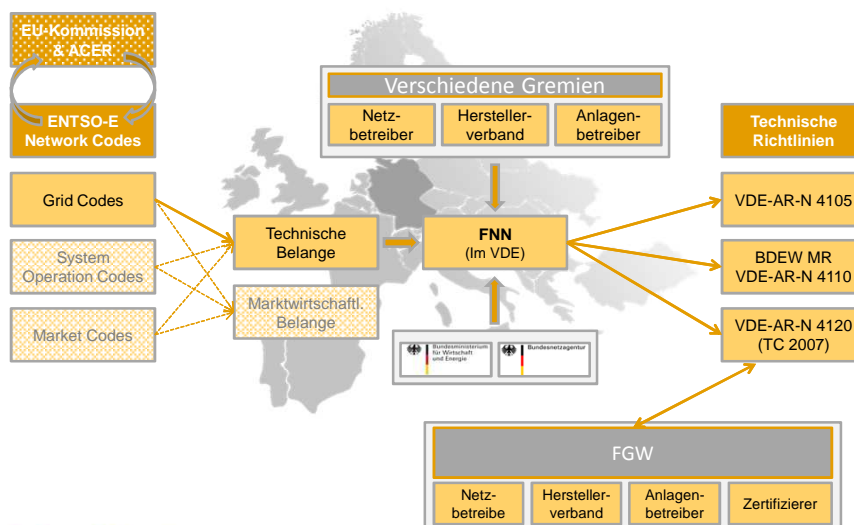 EU-Kommission
& ACER
ENTSO-E
Network Codes
Grid Codes
System
Operation Codes
Market Codes
Technische
Belange
Marktwirtschaftl.
Belange
Verschiedene Gremien
Netz-
betreiber
Hersteller-
verband
Anlagen-
betreiber
FNN
(Im VDE)
Bundesministerium
für Wirtschaft
und Energie
Bundesnetzagentur
Technische
Richtlinien
VDE-AR-N 4105
BDEW MR
VDE-AR-N 4110
VDE-AR-N 4120
(TC 2007)
FGW
Netz-
betreibe
Hersteller-
verband
Anlagen-
betreiber
Zertifizierer